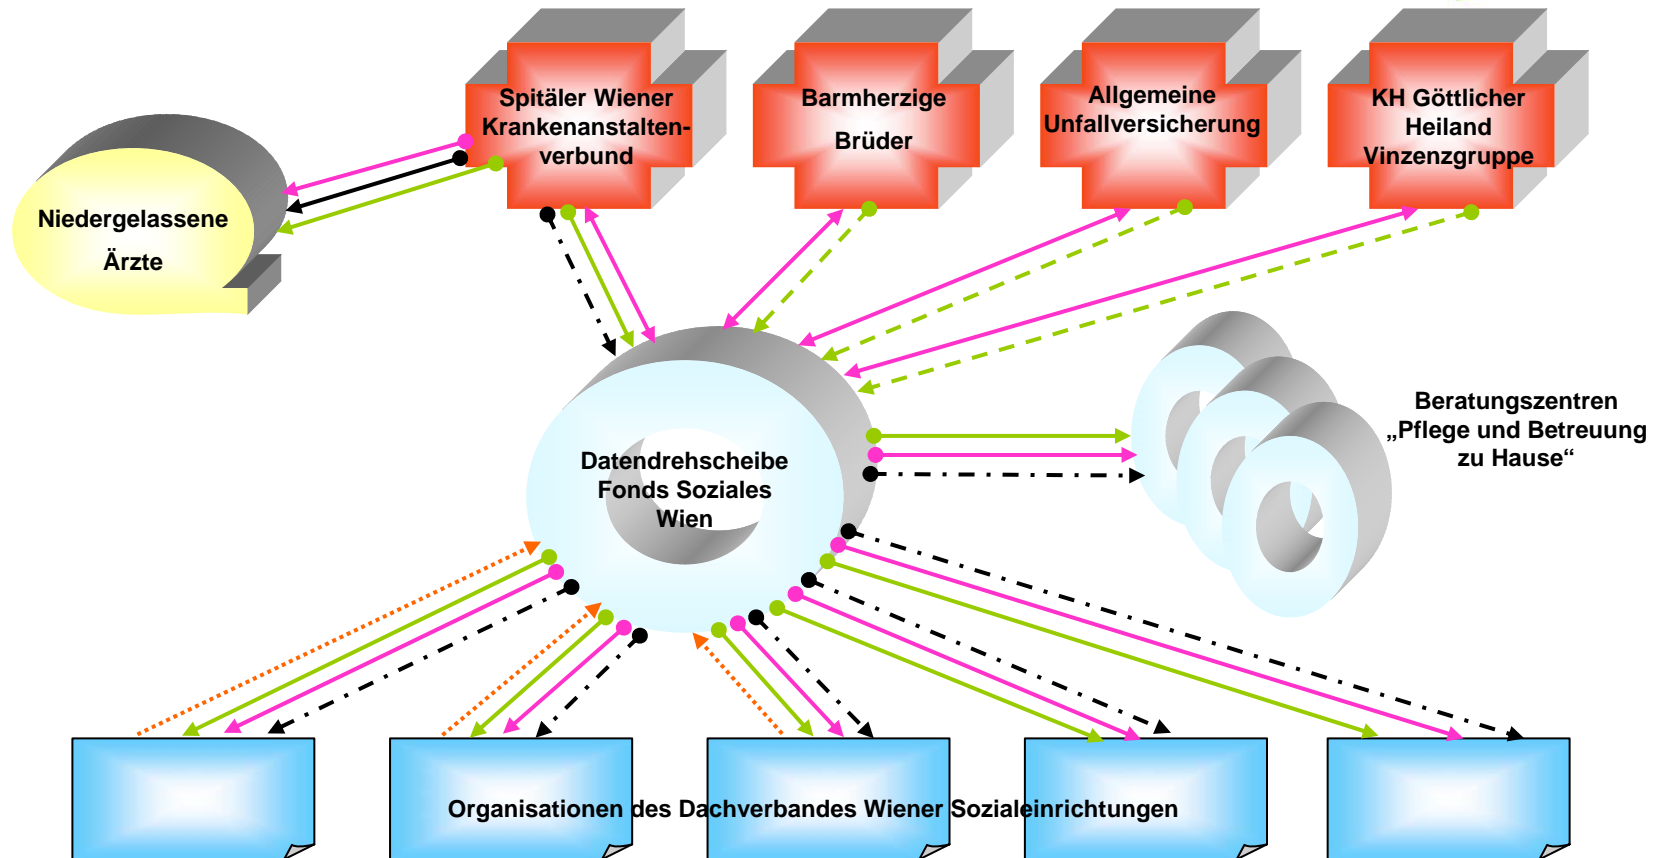 Spitäler Wiener
Krankenanstalten-
verbund
Barmherzige
Brüder
Allgemeine
Unfallversicherung
KH Göttlicher
Heiland
Vinzenzgruppe
Niedergelassene
Ärzte
Datendrehscheibe
Fonds Soziales
Wien
Beratungszentren
„Pflege und Betreuung
zu Hause“
Organisationen des Dachverbandes Wiener Sozialeinrichtungen